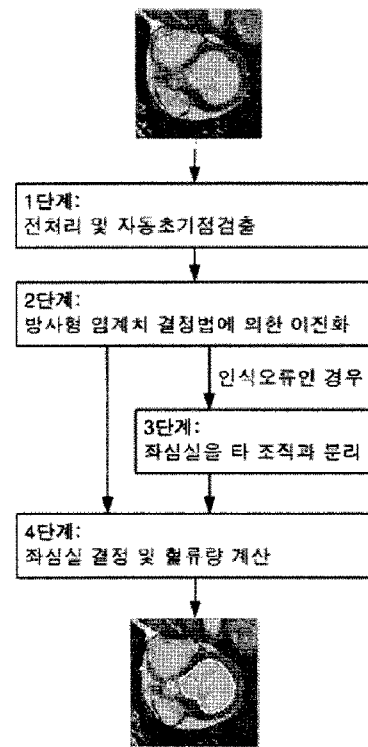 1단계:
전처리 및 자동초기점검출
2단계:
방사형 임계치 결정법에 의한 이진화
인식오류인 경우
3단계:
좌심실을 타 조직과 분리
4단계:
좌심실 결정 및 혈류량 계산